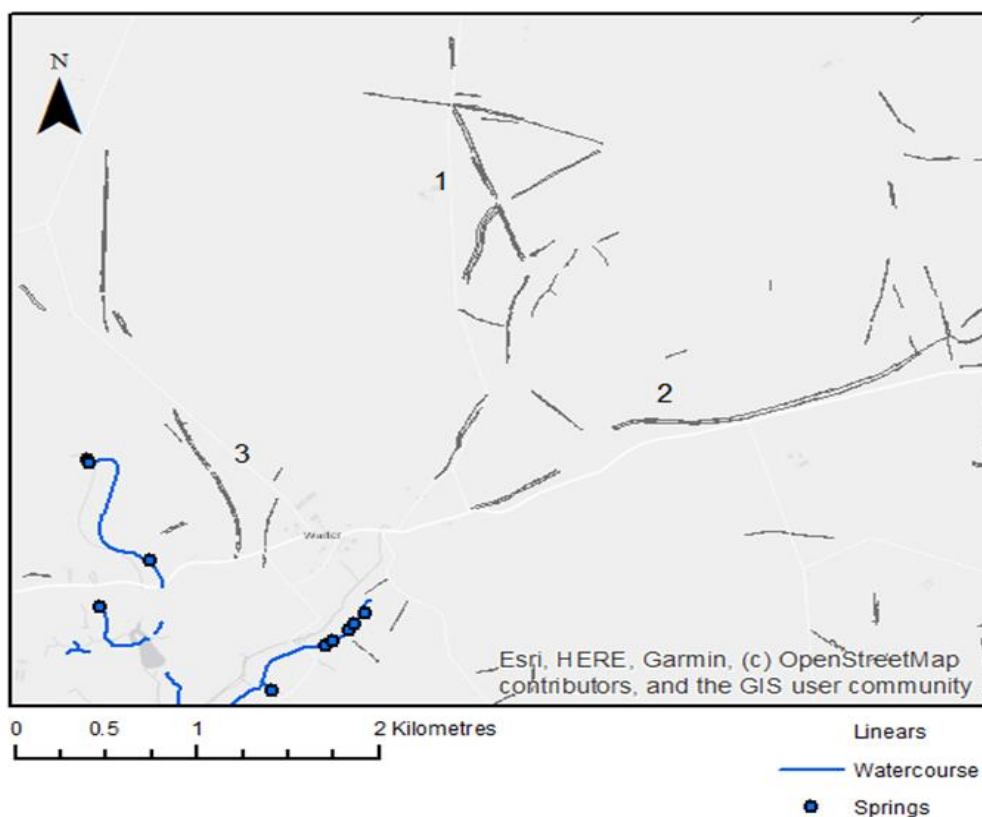 N
1
2
3
Esri, HERE, Garmin, (c) OpenStreetMap
contributors, and the GIS user community
0 0.5 1 2 Kilometres
Linears
Watercourse
Springs